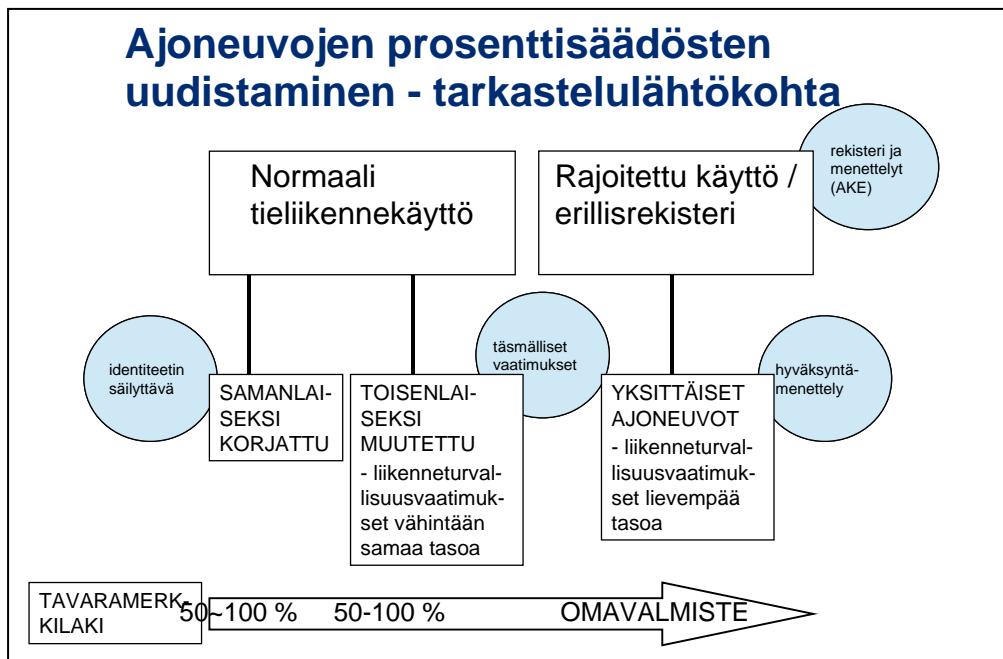 Ajoneuvojen prosenttisäädösten
uudistaminen - tarkastelulähtökohta
rekisteri ja
menettelyt
(AKE)
Normaali
tieliikennekäyttö
Rajoitettu käyttö /
erillisrekisteri
identiteetin
säilyttävä
SAMANLAI-
SEKSI
KORJATTU
TOISENLAI-
SEKSI
MUUTETTU
- liikenneturval-
lisuusvaatimuk-
set vähintään
samaa tasoa
täsmälliset
vaatimukset
YKSITTÄISET
AJONEUVOT
- liikenneturval-
lisuusvaatimuk-
set lievempää
tasoa
hyväksyntä-
menettely
TAVARAMERK-
KILAKI
50~100 %
50-100 %
OMAVALMISTE